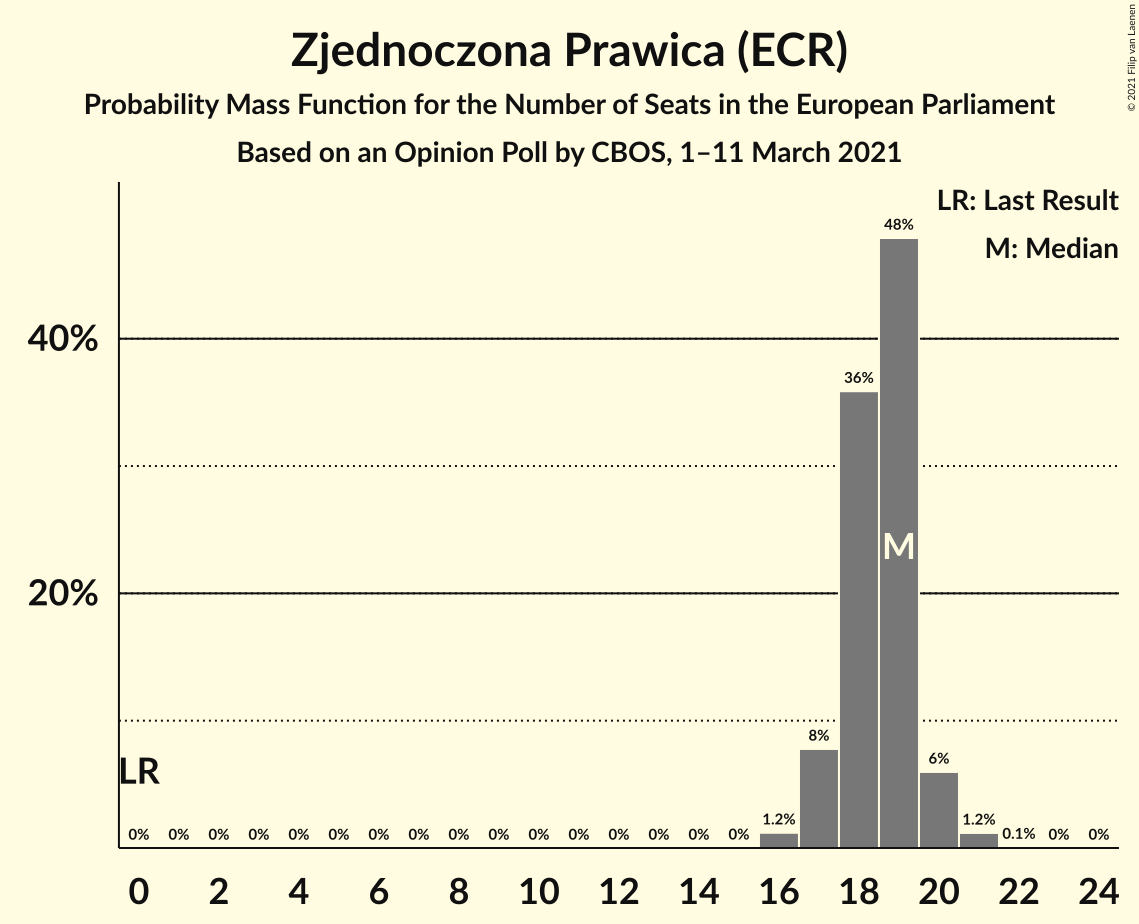 Zjednoczona Prawica (ECR)
Probability Mass Function for the Number of Seats in the European Parliament
Based on an Opinion Poll by CBOS, 1–11 March 2021
© 2021 Filip van Laenen
LR: Last Result
M: Median
48%
40%
36%
M
20%
8%
6%
LR
0% 0% 0% 0% 0% 0% 0% 0% 0% 0% 0% 0% 0% 0% 0% 0% 1.2% 1.2% 0.1% 0% 0%
0 2 4 6 8 10 12 14 16 18 20 22 24